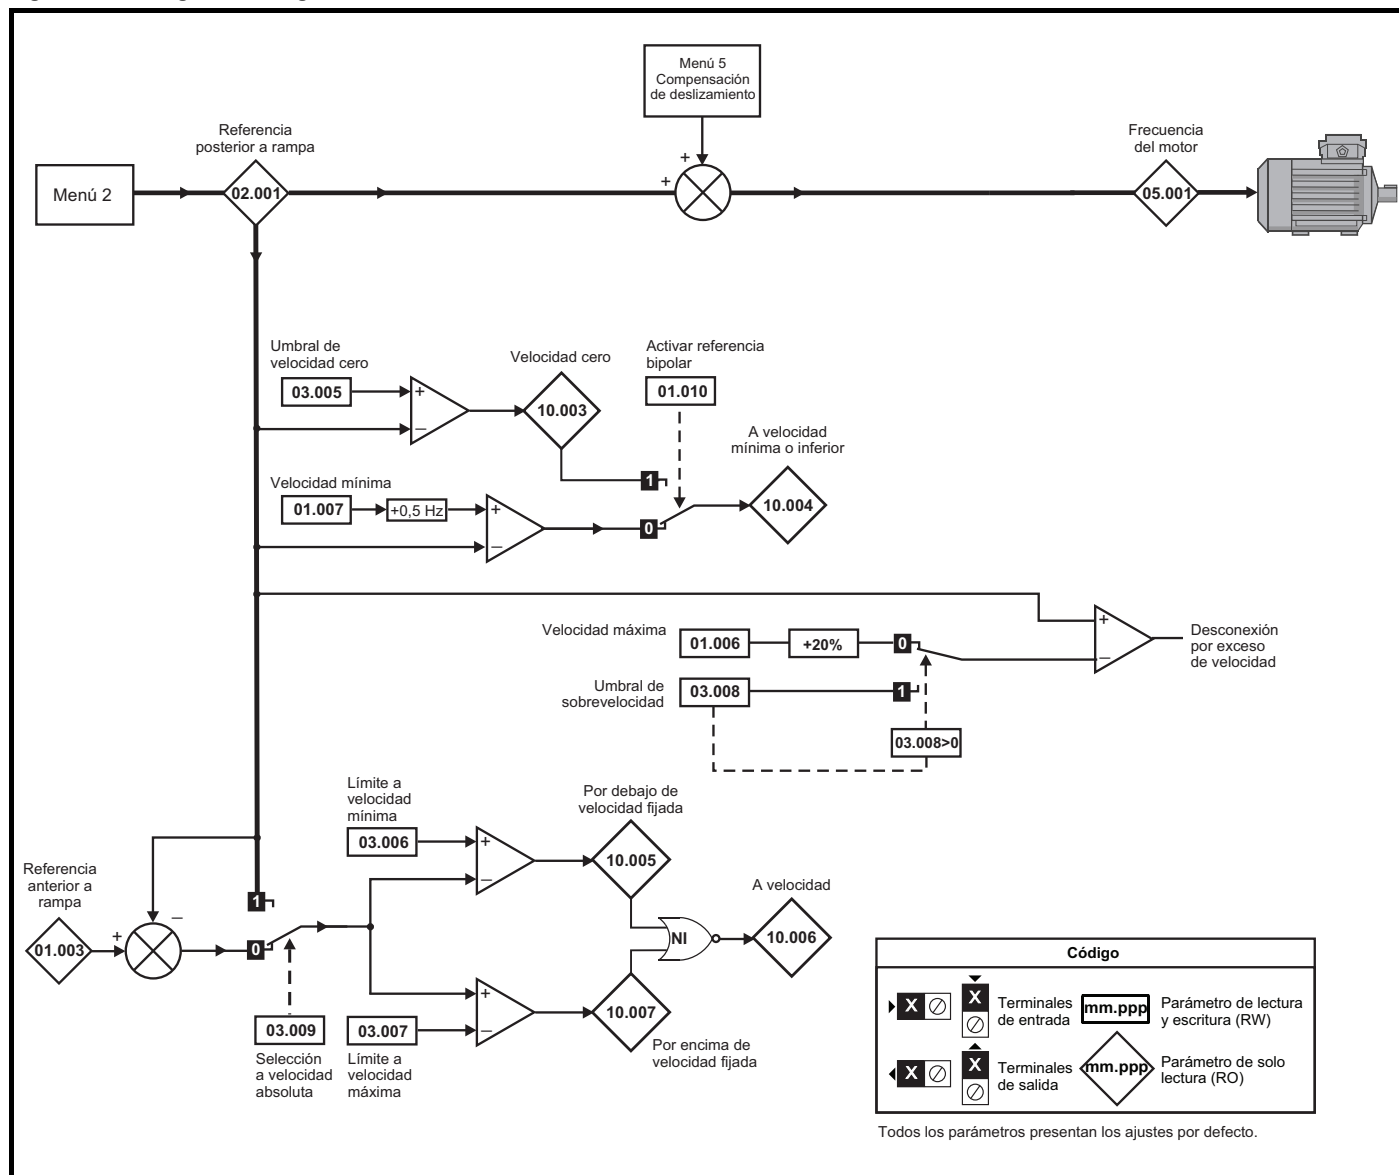 Menú 5
Compensación
de deslizamiento
Referencia
posterior a rampa
Frecuencia
del motor
+
+
Menú 2
02.001
05.001
Umbral de
velocidad cero
Velocidad cero
Activar referencia
bipolar
03.005
+
–
10.003
01.010
A velocidad
mínima o inferior
1
Velocidad mínima
01.007
+0,5 Hz
+
–
0
10.004
Velocidad máxima
01.006
+20%
0
+
–
Desconexión
por exceso
de velocidad
Umbral de
sobrevelocidad
03.008
1
03.008>0
Límite a
velocidad
mínima
Por debajo de
velocidad fijada
03.006
+
–
10.005
Referencia
anterior a
rampa
1
–
+
01.003
0
A velocidad
NI
10.006
03.009
Selección
a velocidad
absoluta
03.007
Límite a
velocidad
máxima
+
–
10.007
Por encima de
velocidad fijada
Código
X
X
Terminales
de entrada
mm.ppp
Parámetro de lectura
y escritura (RW)
X
X
Terminales
de salida
mm.ppp
Parámetro de solo
lectura (RO)
Todos los parámetros presentan los ajustes por defecto.